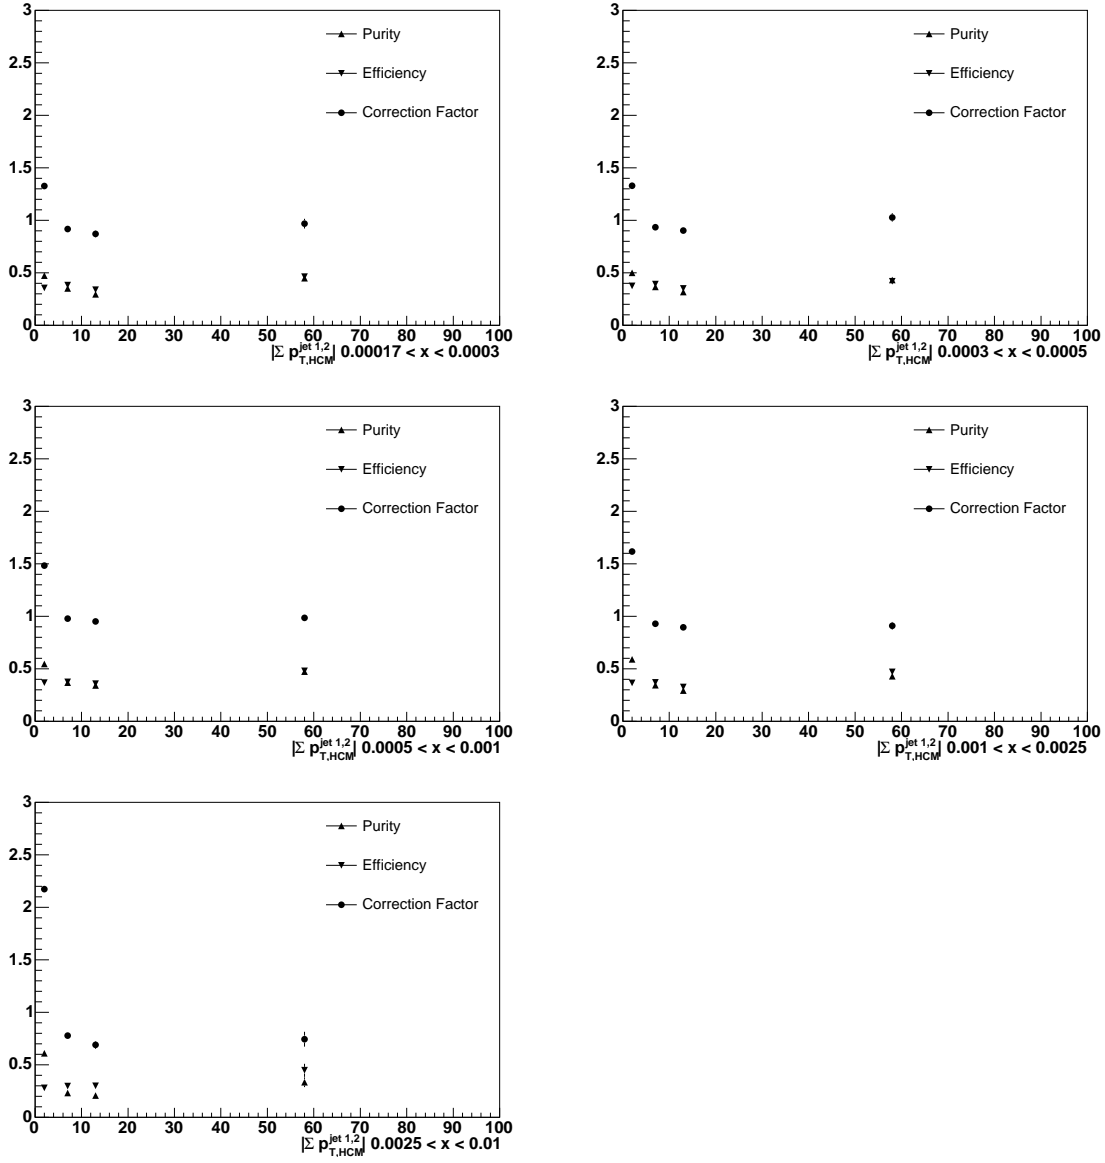 3
2.5
2
1.5
1
0.5
0
Purity
Efficiency
Correction Factor
0 10 20 30 40 50 60 70 80 90 100
|Σ p_{T,HCM}^{jet 1,2}| 0.00017 < x < 0.0003
3
2.5
2
1.5
1
0.5
0
Purity
Efficiency
Correction Factor
0 10 20 30 40 50 60 70 80 90 100
|Σ p_{T,HCM}^{jet 1,2}| 0.0003 < x < 0.0005
3
2.5
2
1.5
1
0.5
0
Purity
Efficiency
Correction Factor
0 10 20 30 40 50 60 70 80 90 100
|Σ p_{T,HCM}^{jet 1,2}| 0.0005 < x < 0.001
3
2.5
2
1.5
1
0.5
0
Purity
Efficiency
Correction Factor
0 10 20 30 40 50 60 70 80 90 100
|Σ p_{T,HCM}^{jet 1,2}| 0.001 < x < 0.0025
3
2.5
2
1.5
1
0.5
0
Purity
Efficiency
Correction Factor
0 10 20 30 40 50 60 70 80 90 100
|Σ p_{T,HCM}^{jet 1,2}| 0.0025 < x < 0.01